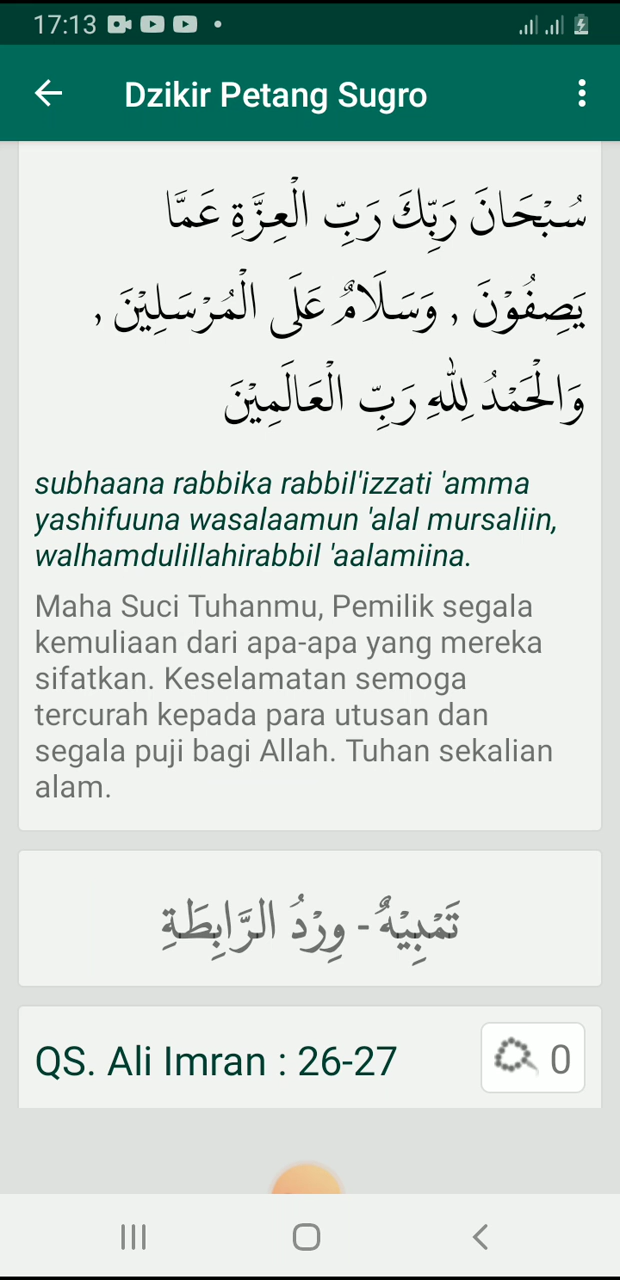 17:13
Dzikir Petang Sugro
سُبْحَانَ رَبِّكَ رَبِّ الْعِزَّةِ عَمَّا
يَصِفُوْنَ , وَسَلَامٌ عَلَى الْمُرْسَلِيْنَ ,
وَالْحَمْدُ لِلّٰهِ رَبِّ الْعَالَمِيْنَ
subhaana rabbika rabbil'izzati 'amma
yashifuuna wasalaamun 'alal mursaliin,
walhamdulillahirabbil 'aalamiina.
Maha Suci Tuhanmu, Pemilik segala
kemuliaan dari apa-apa yang mereka
sifatkan. Keselamatan semoga
tercurah kepada para utusan dan
segala puji bagi Allah. Tuhan sekalian
alam.
تَمْبِيْهٌ - وِرْدُ الرَّابِطَةِ
QS. Ali Imran : 26-27
0